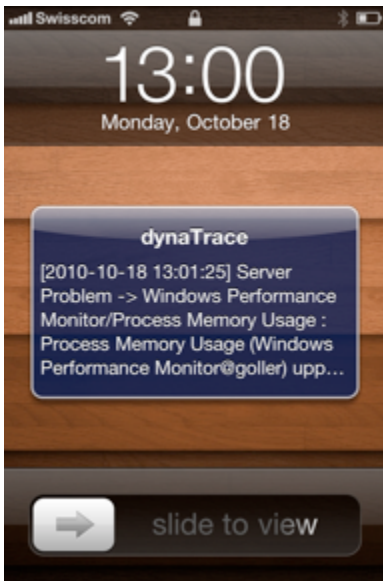 Swisscom
13:00
Monday, October 18
dynaTrace
[2010-10-18 13:01:25] Server
Problem -> Windows Performance
Monitor/Process Memory Usage :
Process Memory Usage (Windows
Performance Monitor@goller) upp...
slide to view